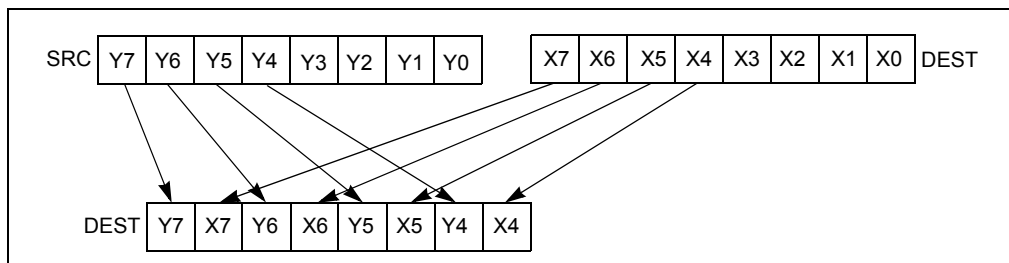 SRC Y7 Y6 Y5 Y4 Y3 Y2 Y1 Y0 X7 X6 X5 X4 X3 X2 X1 X0 DEST
DEST Y7 X7 Y6 X6 Y5 X5 Y4 X4